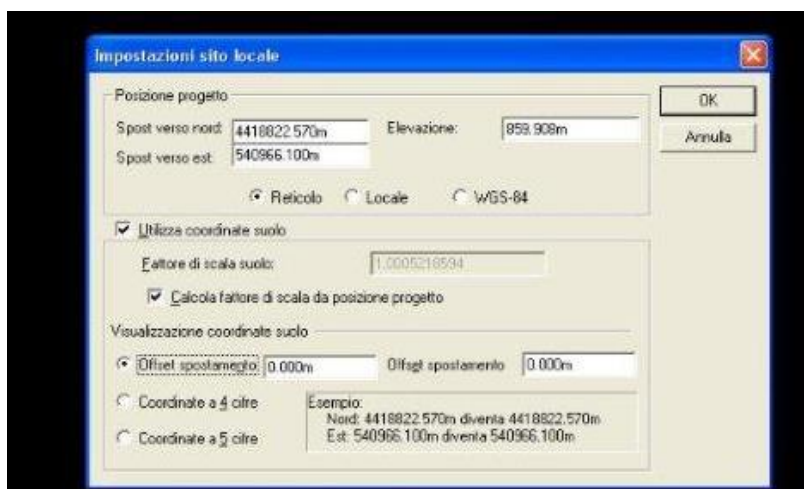 Impostazioni sito locale
Posizione progetto
OK
Spost verso nord: 4418822.570m Elevazione: 859.908m
Annulla
Spost verso est: 540966.100m
Reticolo Locale WGS-84
Utilizza coordinate suolo
Fattore di scala suolo: 1.0005218594
Calcola fattore di scala da posizione progetto
Visualizzazione coordinate suolo
Offset spostamento 0.000m Offset spostamento 0.000m
Coordinate a 4 cifre
Esempio:
Nord: 4418822.570m diventa 4418822.570m
Est: 540966.100m diventa 540966.100m
Coordinate a 5 cifre